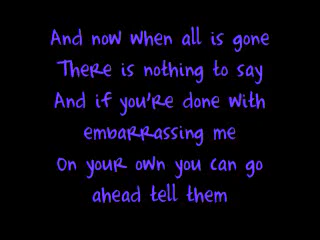 And now when all is gone
There is nothing to say
And if you're done with
embarrassing me
On your own you can go
ahead tell them